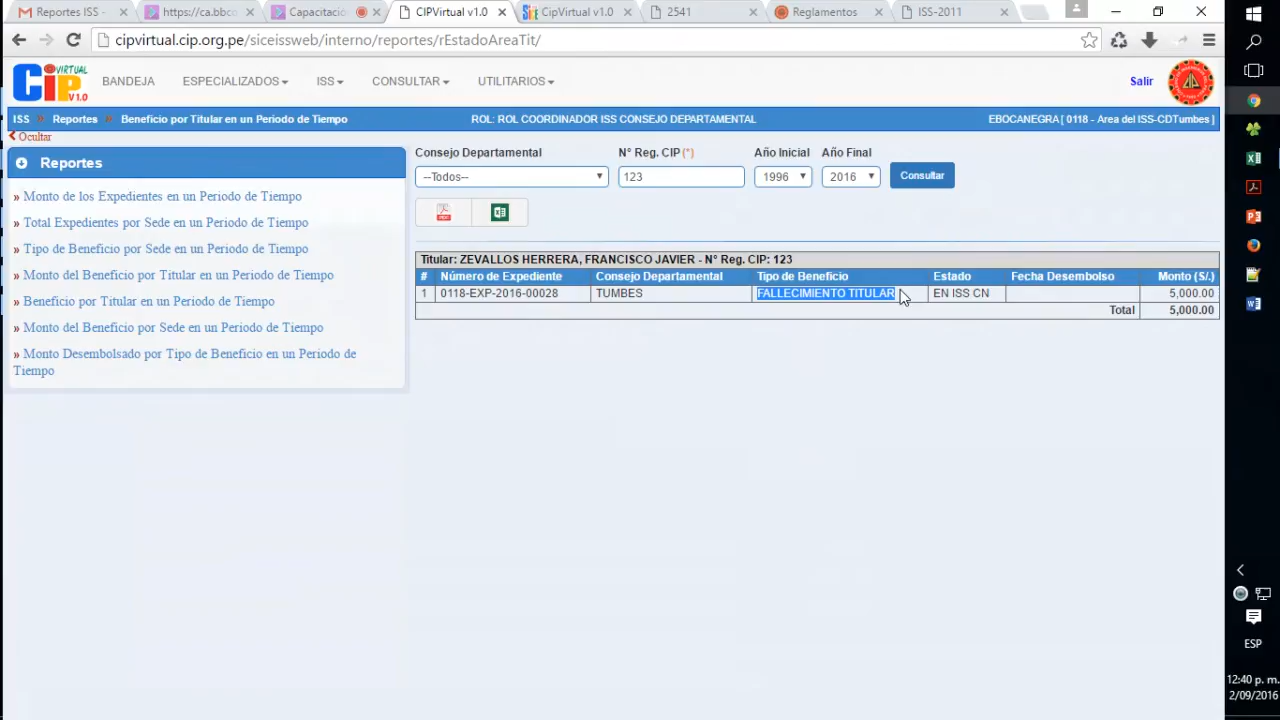 Reportes ISS -
https://ca.bbcc
Capacitació
CIPVirtual v1.0
CipVirtual v1.0
2541
Reglamentos
ISS-2011
cipvirtual.cip.org.pe/siceissweb/interno/reportes/rEstadoAreaTit/
VIRTUAL
CIP
V 1.0
BANDEJA ESPECIALIZADOS ISS CONSULTAR UTILITARIOS Salir
ISS » Reportes » Beneficio por Titular en un Periodo de Tiempo ROL: ROL COORDINADOR ISS CONSEJO DEPARTAMENTAL EBOCANEGRA [ 0118 - Area del ISS-CDTumbes ]
Ocultar
Reportes
» Monto de los Expedientes en un Periodo de Tiempo
» Total Expedientes por Sede en un Periodo de Tiempo
» Tipo de Beneficio por Sede en un Periodo de Tiempo
» Monto del Beneficio por Titular en un Periodo de Tiempo
» Beneficio por Titular en un Periodo de Tiempo
» Monto del Beneficio por Sede en un Periodo de Tiempo
» Monto Desembolsado por Tipo de Beneficio en un Periodo de
Tiempo
Consejo Departamental N° Reg. CIP (*) Año Inicial Año Final
--Todos-- 123 1996 2016 Consultar
Titular: ZEVALLOS HERRERA, FRANCISCO JAVIER - N° Reg. CIP: 123
# Número de Expediente Consejo Departamental Tipo de Beneficio Estado Fecha Desembolso Monto (S/.)
1 0118-EXP-2016-00028 TUMBES FALLECIMIENTO TITULAR EN ISS CN 5,000.00
Total 5,000.00
ESP
12:40 p. m.
2/09/2016